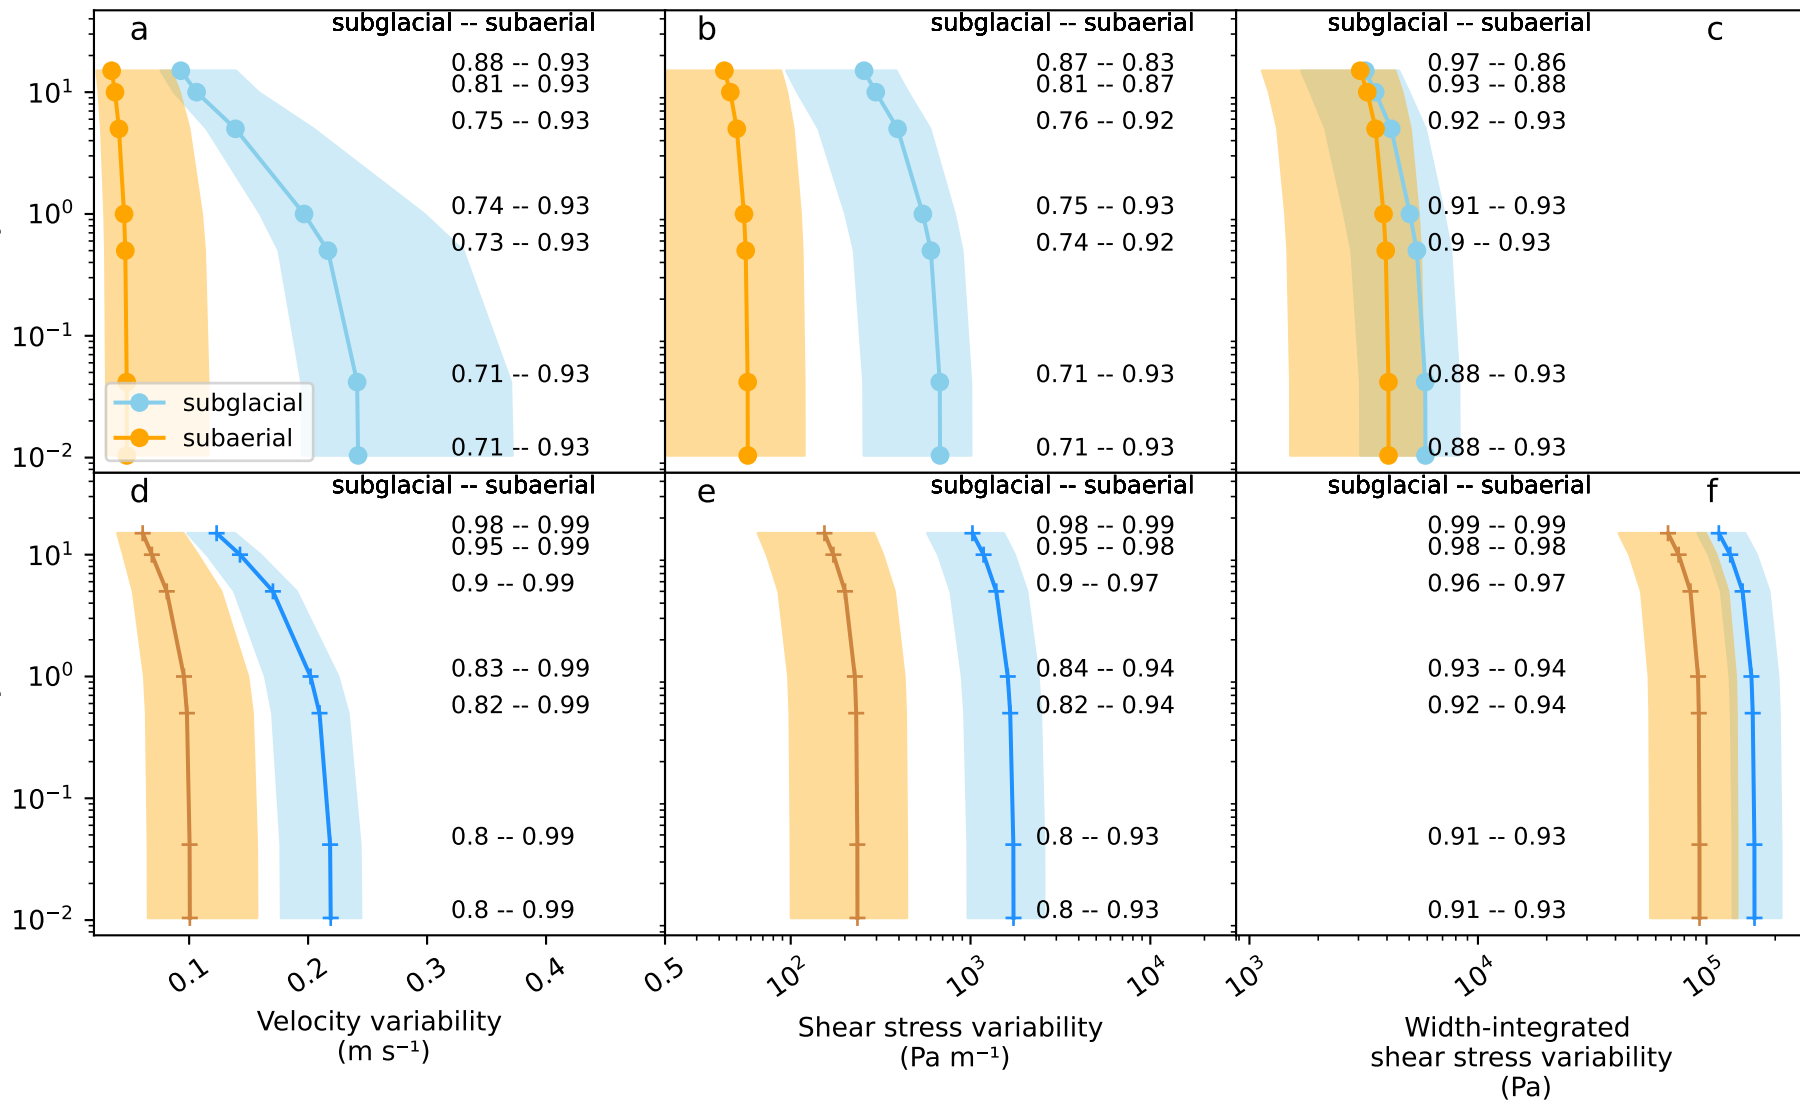 a
subglacial -- subaerial
0.88 -- 0.93
0.81 -- 0.93
0.75 -- 0.93
0.74 -- 0.93
0.73 -- 0.93
0.71 -- 0.93
0.71 -- 0.93
10¹
10⁰
10⁻¹
10⁻²
subglacial
subaerial
b
subglacial -- subaerial
0.87 -- 0.83
0.81 -- 0.87
0.76 -- 0.92
0.75 -- 0.93
0.74 -- 0.92
0.71 -- 0.93
0.71 -- 0.93
subglacial -- subaerial
c
0.97 -- 0.86
0.93 -- 0.88
0.92 -- 0.93
0.91 -- 0.93
0.9 -- 0.93
0.88 -- 0.93
0.88 -- 0.93
d
subglacial -- subaerial
0.98 -- 0.99
0.95 -- 0.99
0.9 -- 0.99
0.83 -- 0.99
0.82 -- 0.99
0.8 -- 0.99
0.8 -- 0.99
10¹
10⁰
10⁻¹
10⁻²
e
subglacial -- subaerial
0.98 -- 0.99
0.95 -- 0.98
0.9 -- 0.97
0.84 -- 0.94
0.82 -- 0.94
0.8 -- 0.93
0.8 -- 0.93
subglacial -- subaerial
f
0.99 -- 0.99
0.98 -- 0.98
0.96 -- 0.97
0.93 -- 0.94
0.92 -- 0.94
0.91 -- 0.93
0.91 -- 0.93
0.1 0.2 0.3 0.4 0.5
10² 10³ 10⁴
10³ 10⁴ 10⁵
Velocity variability
(m s⁻¹)
Shear stress variability
(Pa m⁻¹)
Width-integrated
shear stress variability
(Pa)